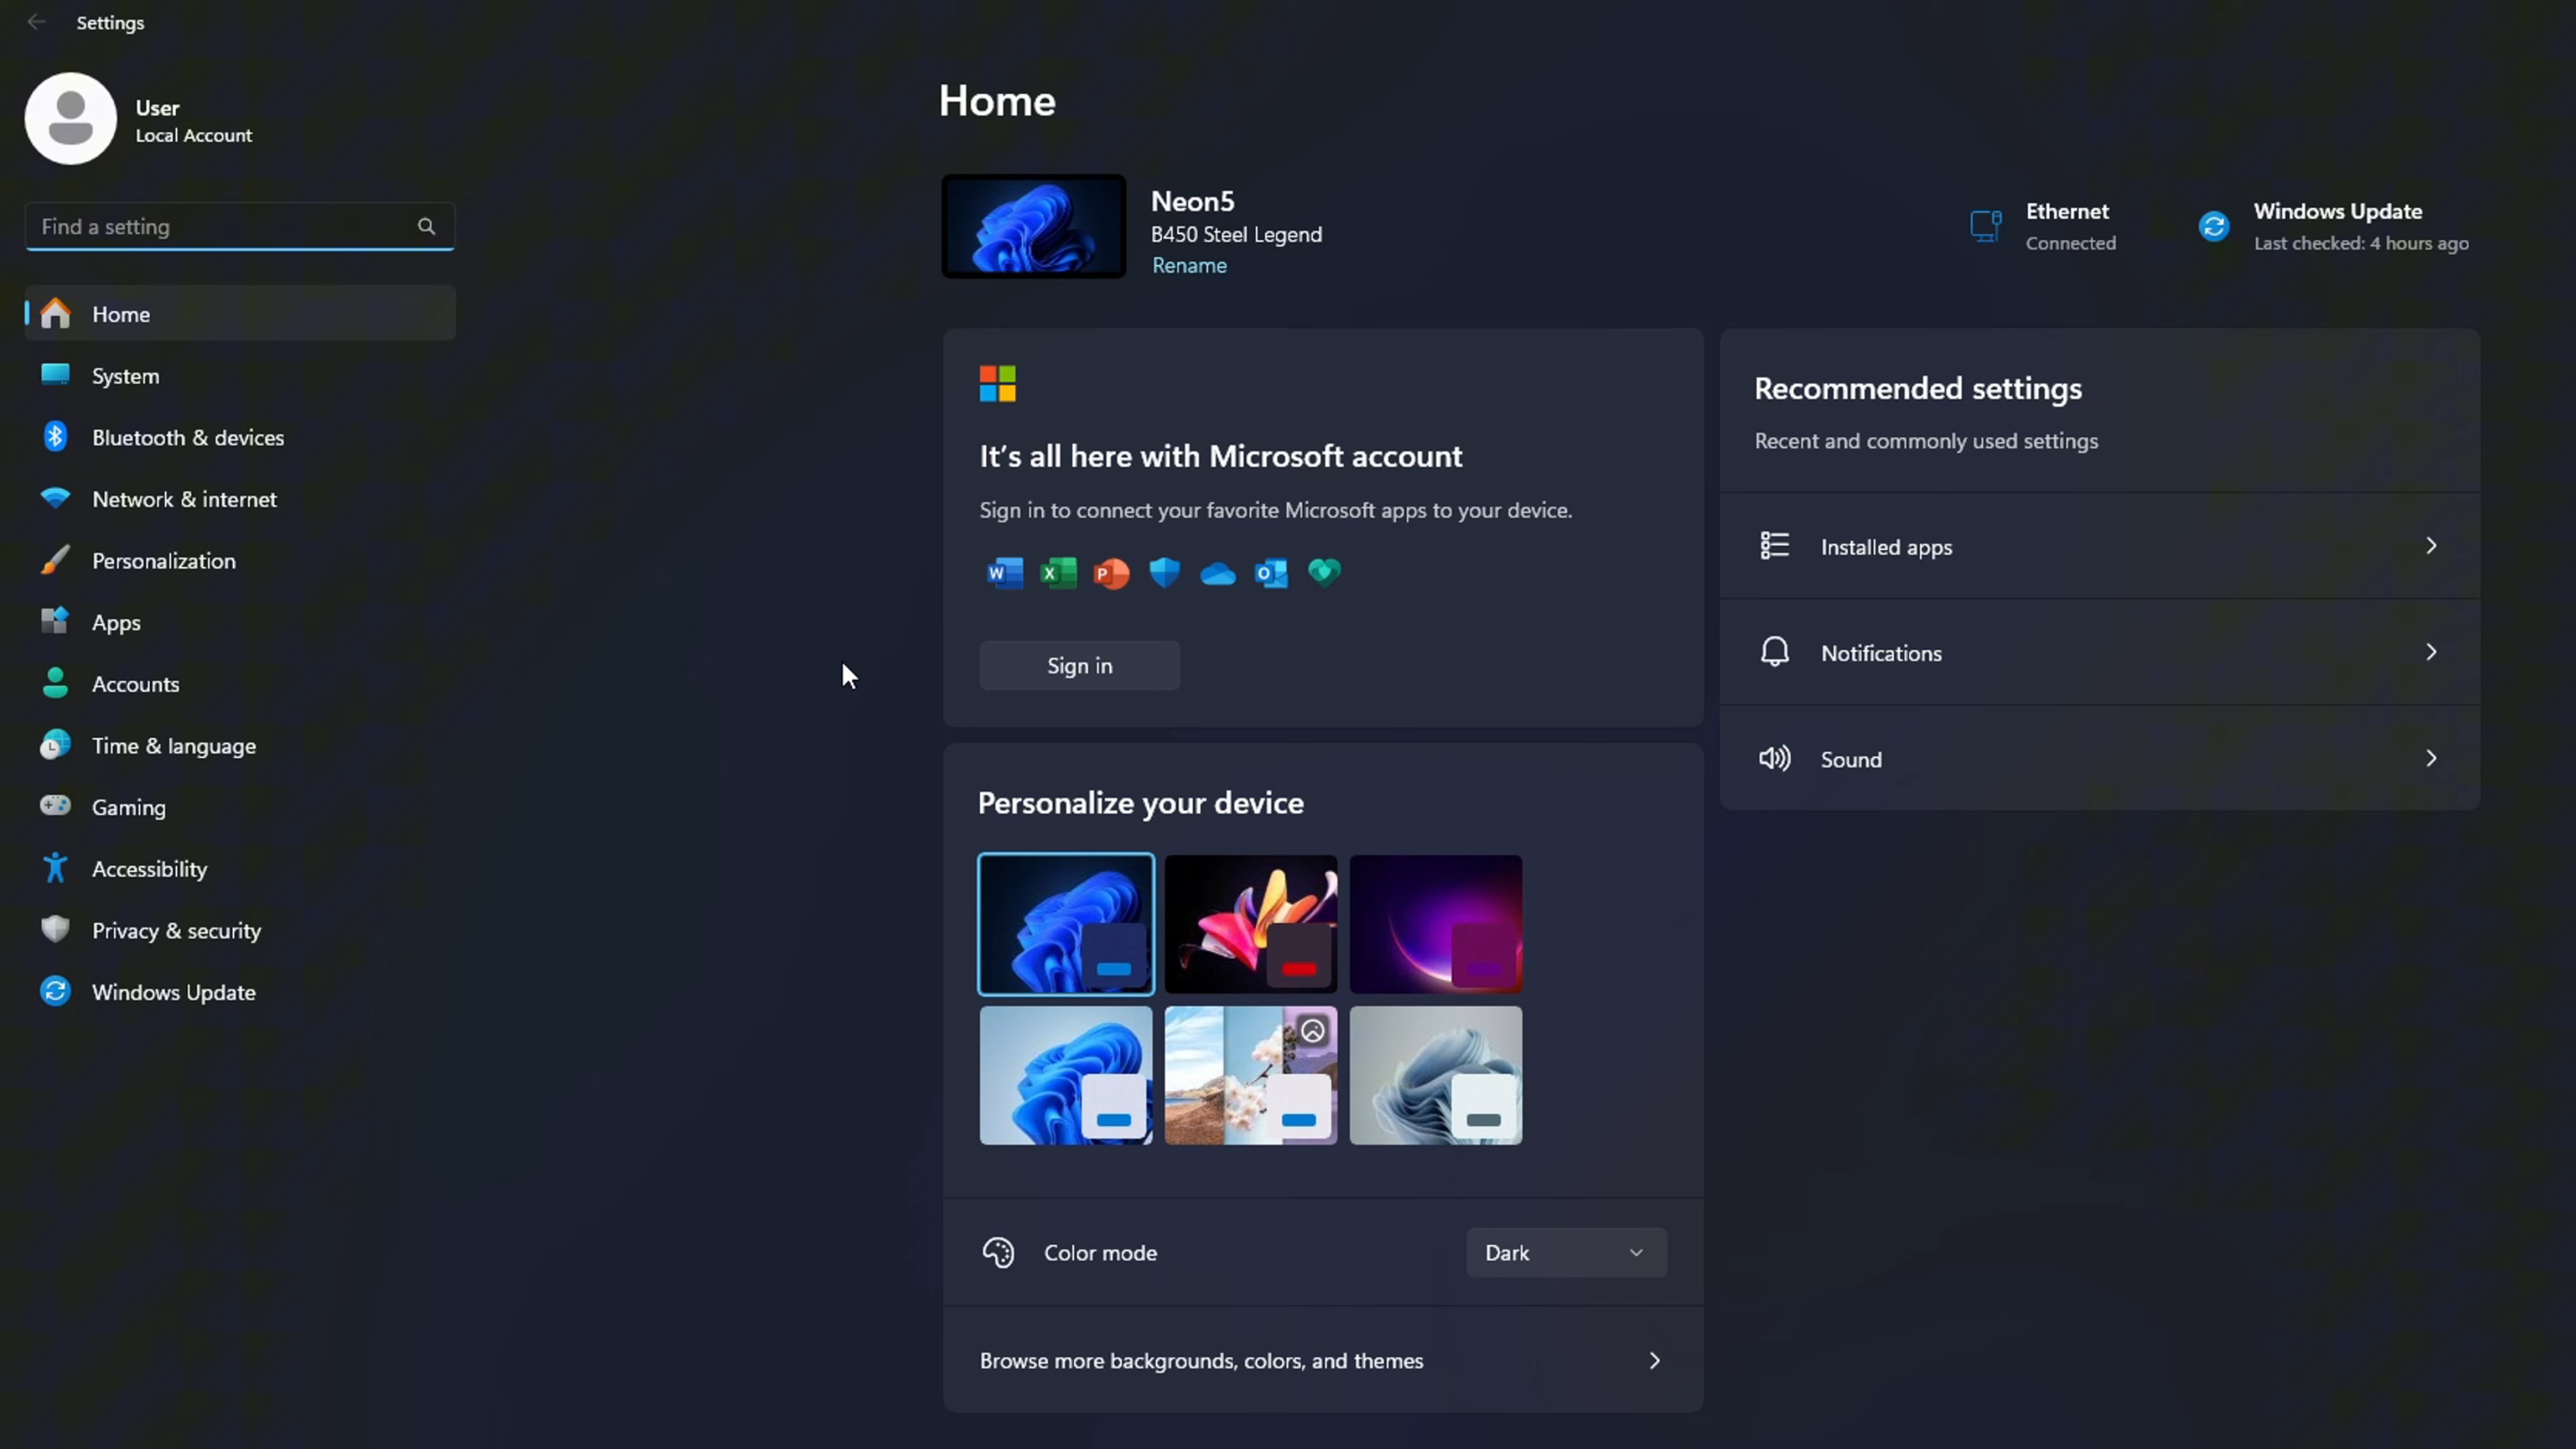 Settings
User
Local Account
Find a setting
Home
System
Bluetooth & devices
Network & internet
Personalization
Apps
Accounts
Time & language
Gaming
Accessibility
Privacy & security
Windows Update
Home
Neon5
B450 Steel Legend
Rename
Ethernet
Connected
Windows Update
Last checked: 4 hours ago
It's all here with Microsoft account
Sign in to connect your favorite Microsoft apps to your device.
W X P O
Sign in
Personalize your device
Color mode
Dark
Browse more backgrounds, colors, and themes
Recommended settings
Recent and commonly used settings
Installed apps
Notifications
Sound